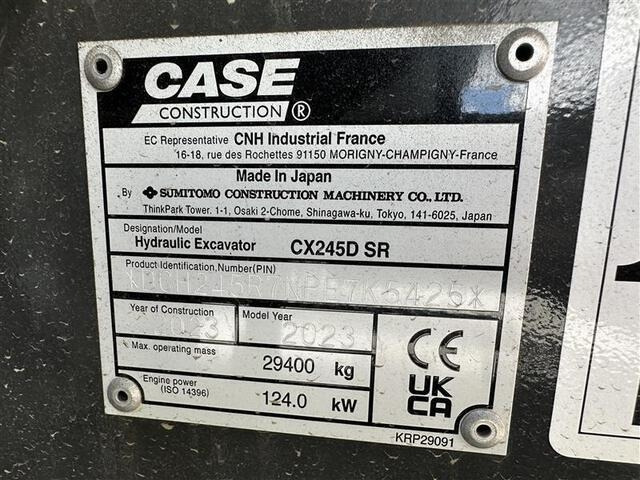 CASE
CONSTRUCTION ®
EC Representative CNH Industrial France
16-18, rue des Rochettes 91150 MORIGNY-CHAMPIGNY-France
Made In Japan
By SUMITOMO CONSTRUCTION MACHINERY CO., LTD.
ThinkPark Tower. 1-1, Osaki 2-Chome, Shinagawa-ku, Tokyo, 141-6025, Japan
Designation/Model
Hydraulic Excavator CX245D SR
Product Identification,Number(PIN)
Year of Construction 2023 Model Year 2023
Max. operating mass
29400 kg
Engine power
(ISO 14396) 124.0 kW
CE
UK
CA
KRP29091